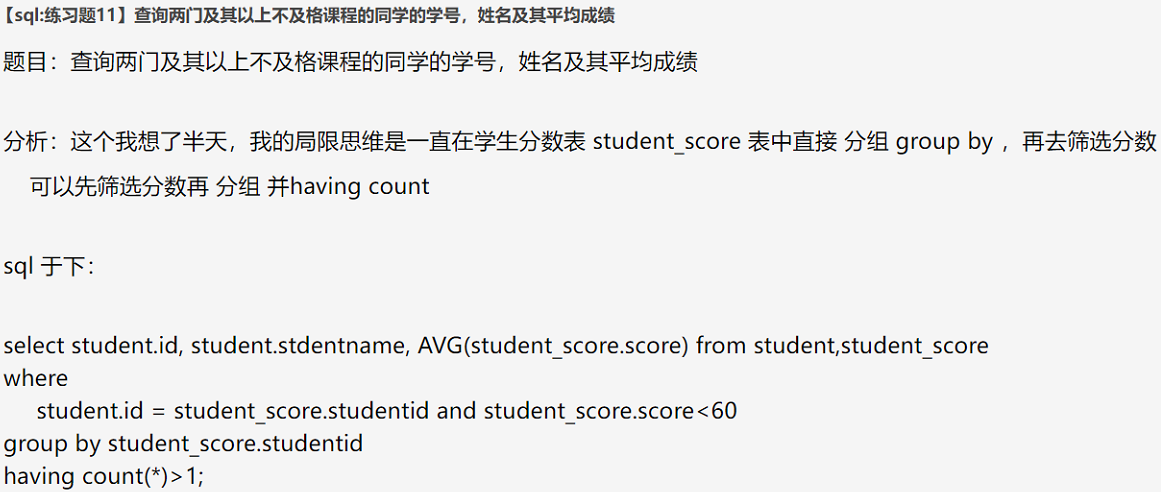 【sql:练习题11】查询两门及其以上不及格课程的同学的学号，姓名及其平均成绩
题目：查询两门及其以上不及格课程的同学的学号，姓名及其平均成绩
分析：这个我想了半天，我的局限思维是一直在学生分数表 student_score 表中直接 分组 group by ，再去筛选分数
可以先筛选分数再 分组 并having count
sql 于下：
select student.id, student.stdentname, AVG(student_score.score) from student,student_score
where
student.id = student_score.studentid and student_score.score<60
group by student_score.studentid
having count(*)>1;